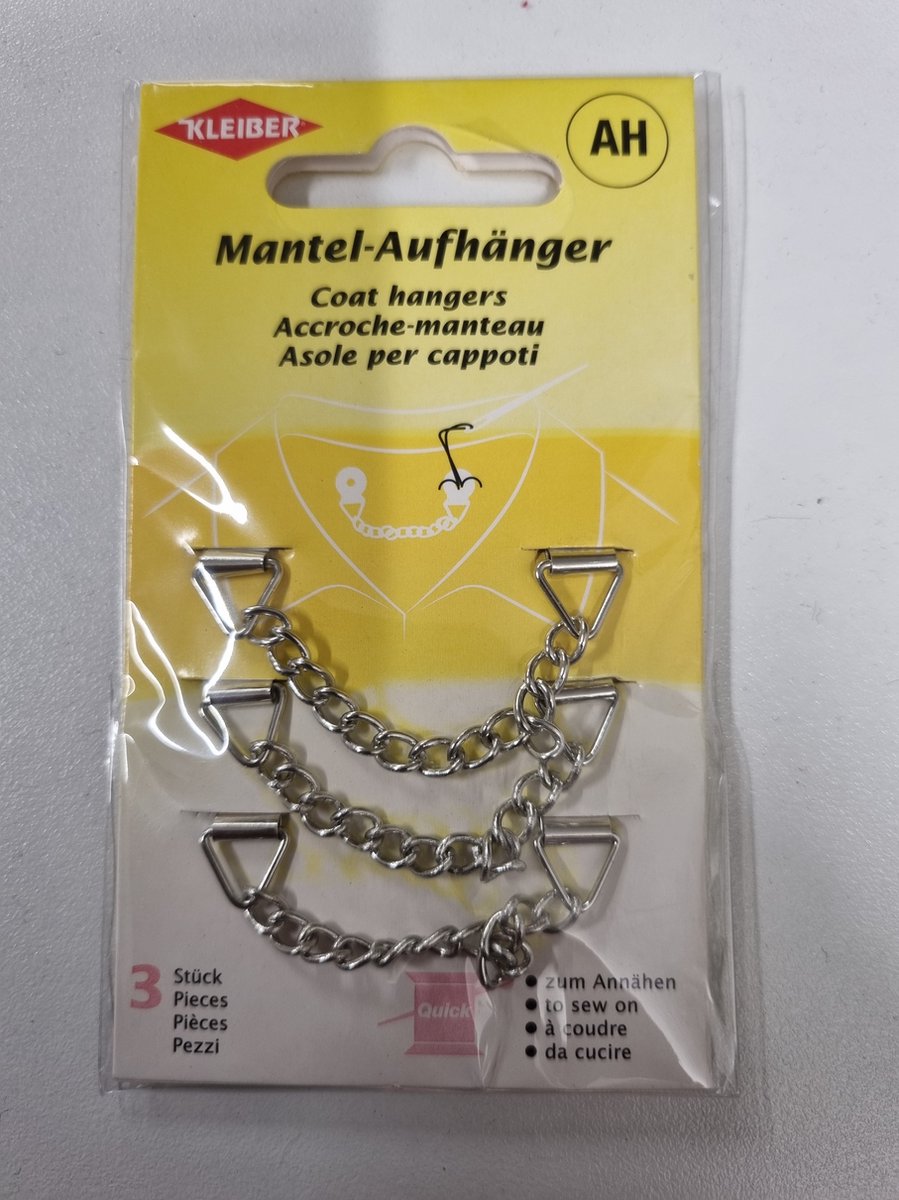 KLEIBER
AH
Mantel-Aufhänger
Coat hangers
Accroche-manteau
Asole per cappoti
3
Stück
Pieces
Pièces
Pezzi
Quick
• zum Annähen
• to sew on
• à coudre
• da cucire